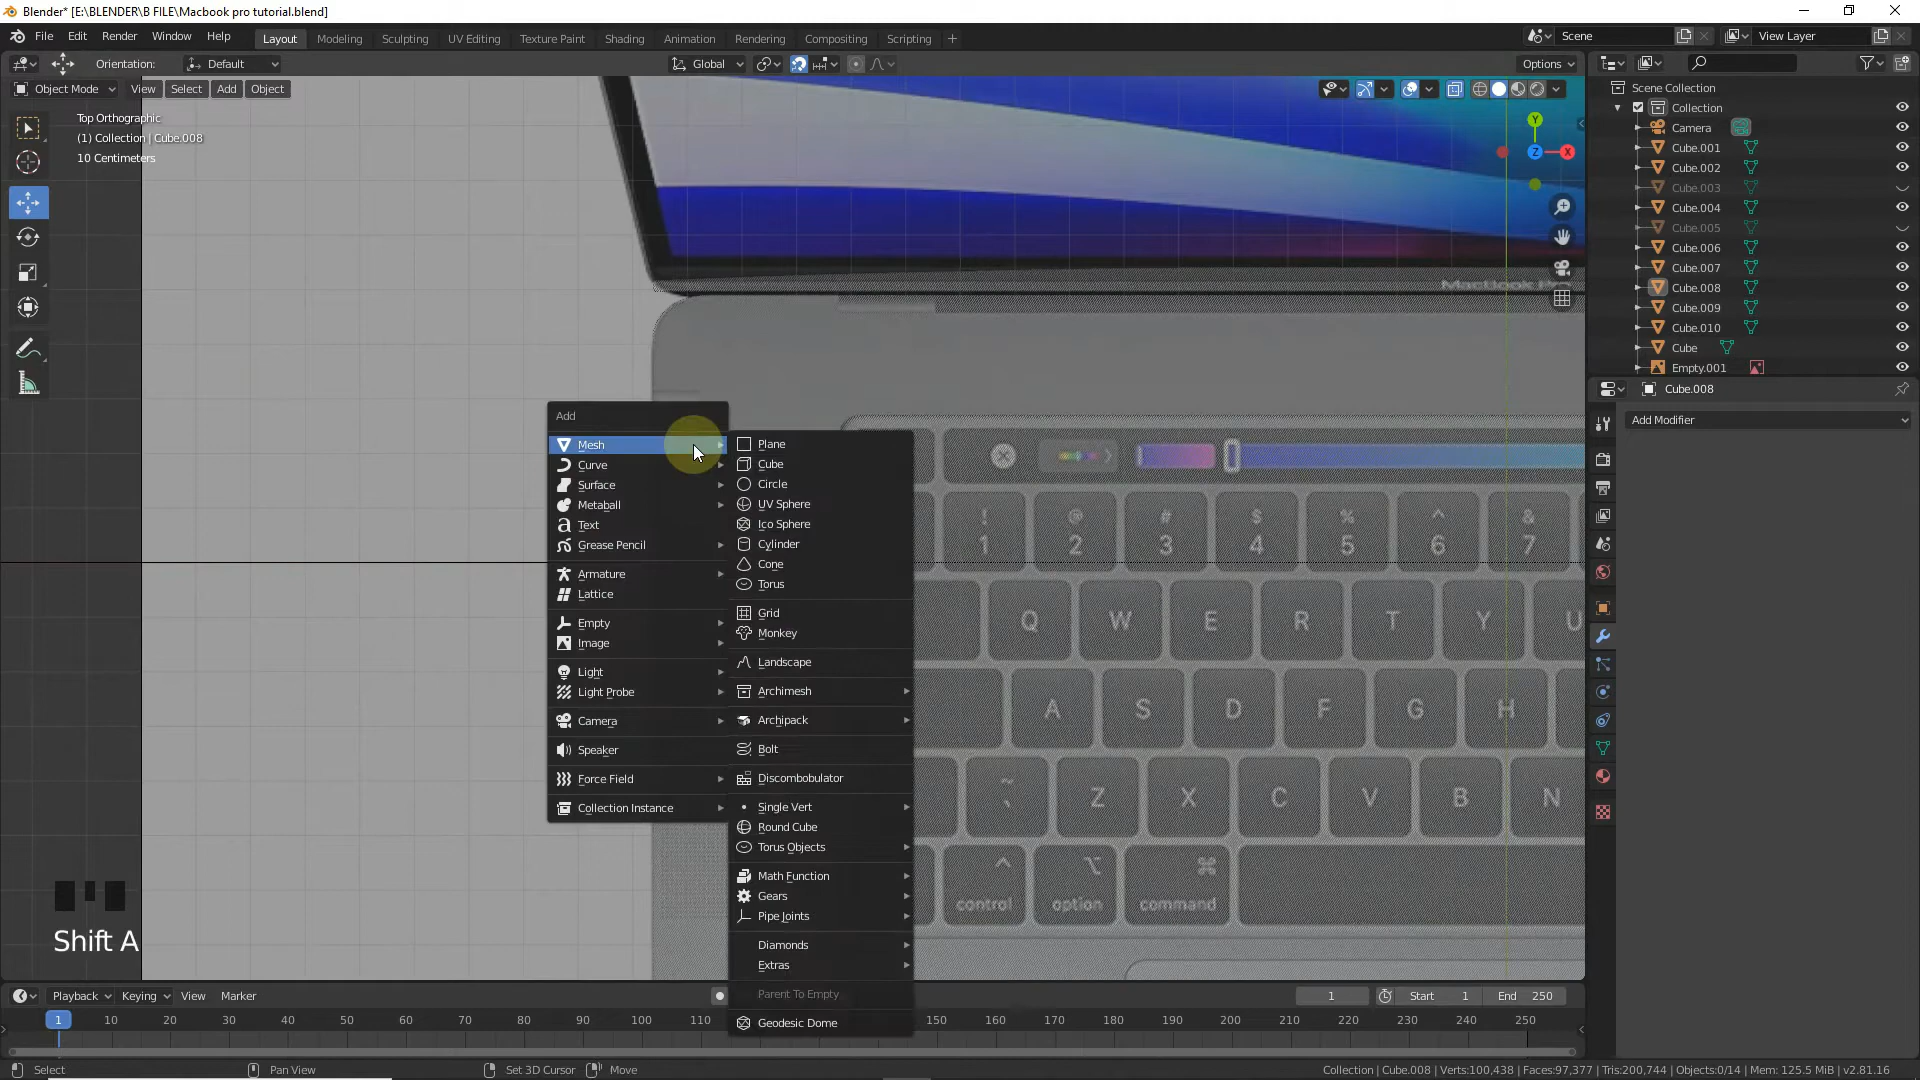 Blender* [E:\BLENDER\B FILE\Macbook pro tutorial.blend]
File Edit Render Window Help
Layout Modeling Sculpting UV Editing Texture Paint Shading Animation Rendering Compositing Scripting +
Scene
View Layer
Orientation: Default
Global
Options
Object Mode View Select Add Object
Top Orthographic
(1) Collection | Cube.008
10 Centimeters
Y
Z
X
Scene Collection
Collection
Camera
Cube.001
Cube.002
Cube.003
Cube.004
Cube.005
Cube.006
Cube.007
Cube.008
Cube.009
Cube.010
Cube
Empty.001
Cube.008
Add Modifier
MacBook Pro
Add
Mesh
Curve
Surface
Metaball
Text
Grease Pencil
Armature
Lattice
Empty
Image
Light
Light Probe
Camera
Speaker
Force Field
Collection Instance
Plane
Cube
Circle
UV Sphere
Ico Sphere
Cylinder
Cone
Torus
Grid
Monkey
Landscape
Archimesh
Archipack
Bolt
Discombobulator
Single Vert
Round Cube
Torus Objects
Math Function
Gears
Pipe Joints
Diamonds
Extras
Parent To Empty
Geodesic Dome
! @ # $ % ^ &
1 2 3 4 5 6 7
Q W E R T Y U
A S D F G H
~ Z X C V B N
control option command
Shift A
Playback Keying View Marker
1 Start 1 End 250
1 10 20 30 40 50 60 70 80 90 100 110 150 160 170 180 190 200 210 220 230 240 250
Select Pan View Set 3D Cursor Move
Collection | Cube.008 | Verts:100,438 | Faces:97,377 | Tris:200,744 | Objects:0/14 | Mem: 125.5 MiB | v2.81.16